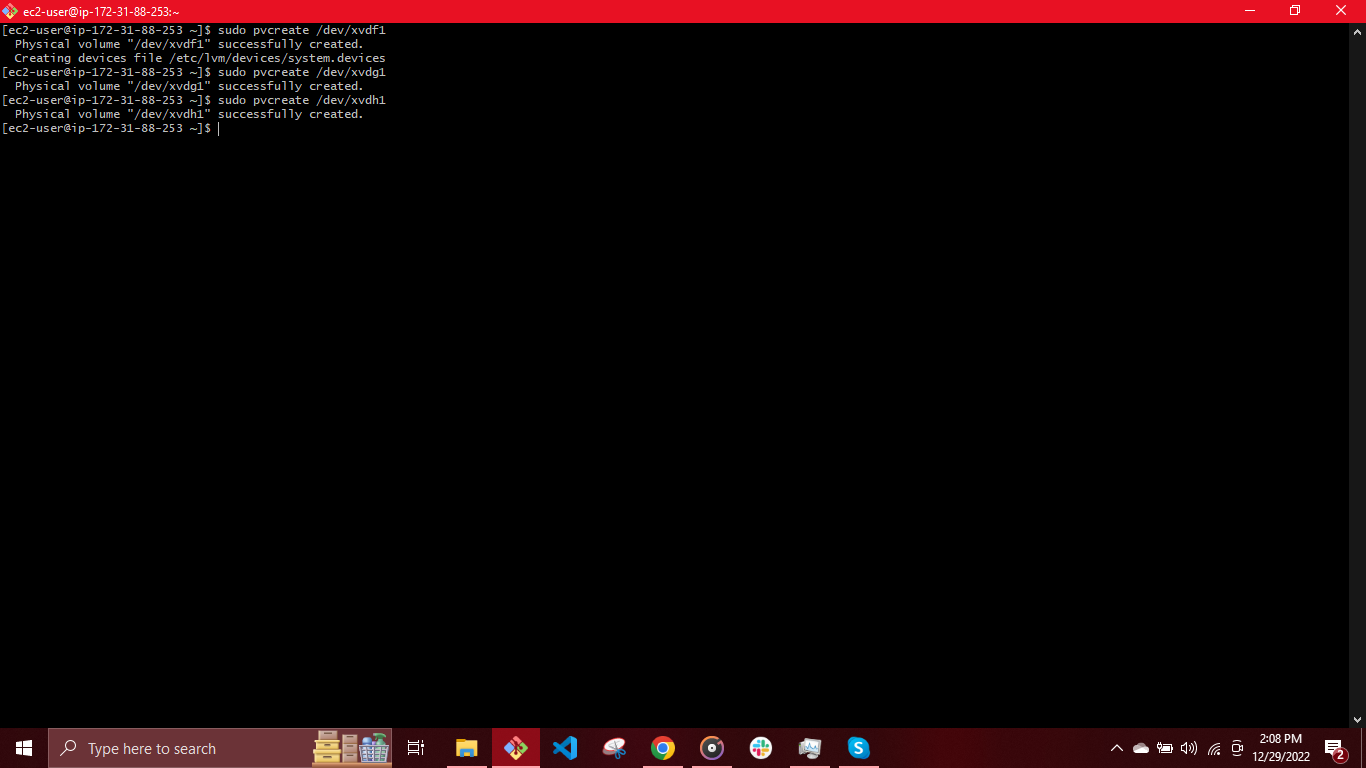 ec2-user@ip-172-31-88-253:~
[ec2-user@ip-172-31-88-253 ~]$ sudo pvcreate /dev/xvdf1
  Physical volume "/dev/xvdf1" successfully created.
  Creating devices file /etc/lvm/devices/system.devices
[ec2-user@ip-172-31-88-253 ~]$ sudo pvcreate /dev/xvdg1
  Physical volume "/dev/xvdg1" successfully created.
[ec2-user@ip-172-31-88-253 ~]$ sudo pvcreate /dev/xvdh1
  Physical volume "/dev/xvdh1" successfully created.
[ec2-user@ip-172-31-88-253 ~]$
Type here to search
S
2:08 PM
12/29/2022
2